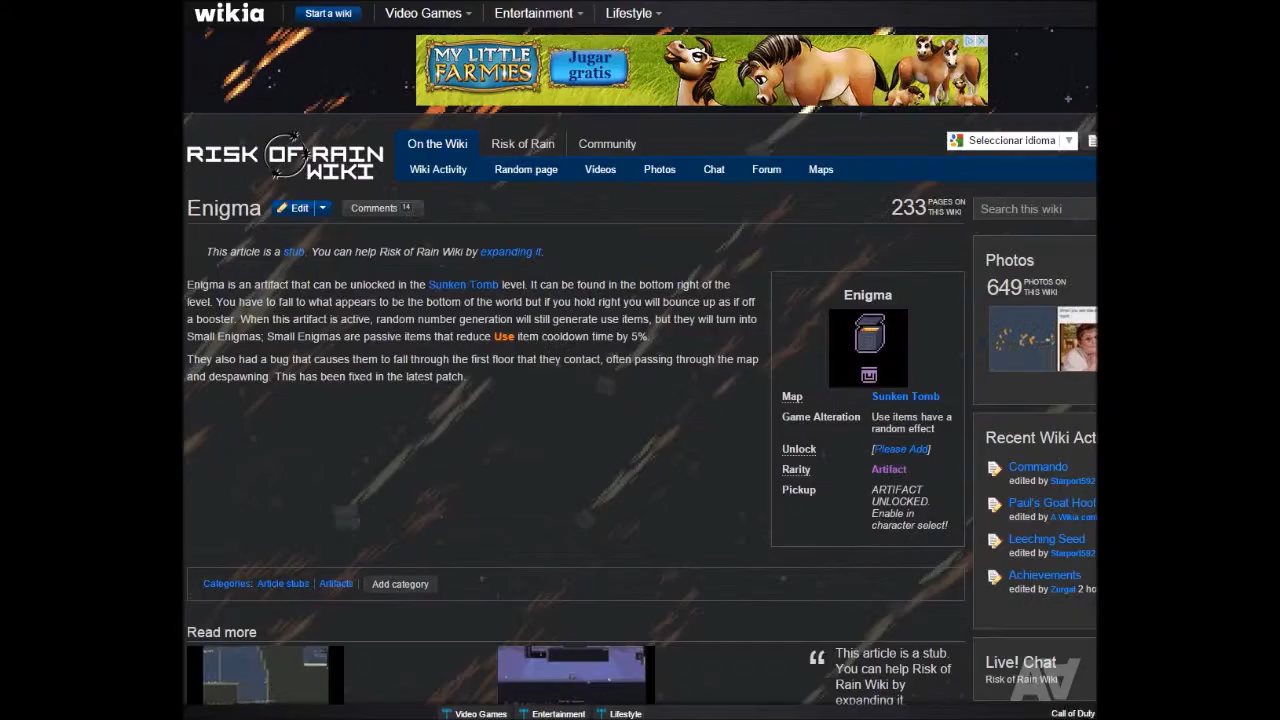 wikia
Start a wiki
Video Games
Entertainment
Lifestyle
MY LITTLE FARMIES
Jugar gratis
RISK OF RAIN WIKI
On the Wiki
Risk of Rain
Community
Seleccionar idioma
Wiki Activity
Random page
Videos
Photos
Chat
Forum
Maps
Enigma
Edit
Comments 14
233 PAGES ON THIS WIKI
Search this wiki
This article is a stub. You can help Risk of Rain Wiki by expanding it.
Enigma is an artifact that can be unlocked in the Sunken Tomb level. It can be found in the bottom right of the
level. You have to fall to what appears to be the bottom of the world but if you hold right you will bounce up as if off
a booster. When this artifact is active, random number generation will still generate use items, but they will turn into
Small Enigmas; Small Enigmas are passive items that reduce Use item cooldown time by 5%.
They also had a bug that causes them to fall through the first floor that they contact, often passing through the map
and despawning. This has been fixed in the latest patch.
Enigma
Map Sunken Tomb
Game Alteration Use items have a
random effect
Unlock [Please Add]
Rarity Artifact
Pickup ARTIFACT
UNLOCKED.
Enable in
character select!
Photos
649 PHOTOS ON THIS WIKI
Recent Wiki Act
Commando
edited by Starport592
Paul's Goat Hoof
edited by A Wikia con
Leeching Seed
edited by Starport592
Achievements
edited by Zurgat 2 ho
Categories: Article stubs | Artifacts
Add category
Read more
“ This article is a stub.
You can help Risk of
Rain Wiki by
expanding it.
Live! Chat
Risk of Rain Wiki
Video Games
Entertainment
Lifestyle
Call of Duty